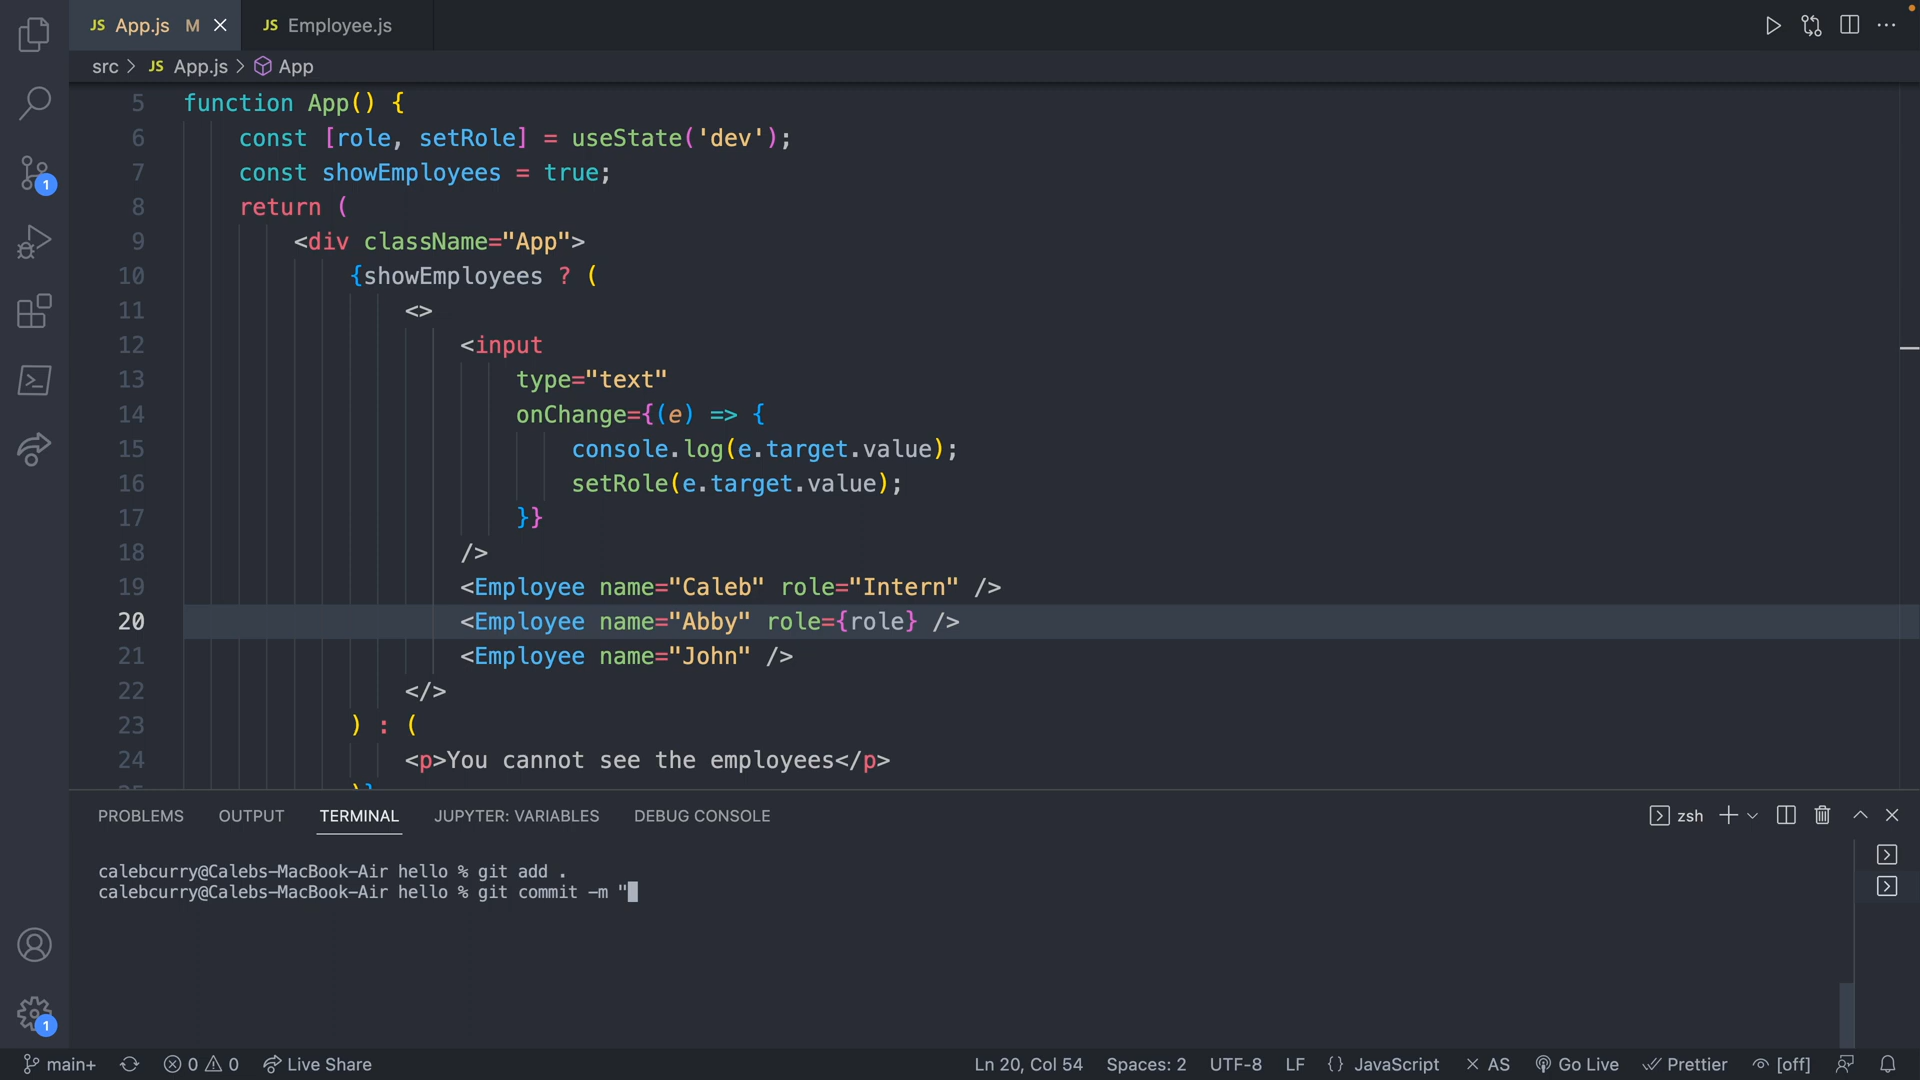 JS App.js M
JS Employee.js
src > JS App.js > App
5 function App() {
6 const [role, setRole] = useState('dev');
7 const showEmployees = true;
8 return (
9 <div className="App">
10 {showEmployees ? (
11 <>
12 <input
13 type="text"
14 onChange={(e) => {
15 console.log(e.target.value);
16 setRole(e.target.value);
17 }}
18 />
19 <Employee name="Caleb" role="Intern" />
20 <Employee name="Abby" role={role} />
21 <Employee name="John" />
22 </>
23 ) : (
24 <p>You cannot see the employees</p>
25 )}
PROBLEMS OUTPUT TERMINAL JUPYTER: VARIABLES DEBUG CONSOLE
zsh
calebcurry@Calebs-MacBook-Air hello % git add .
calebcurry@Calebs-MacBook-Air hello % git commit -m "
1
1
main+ 0 0 Live Share Ln 20, Col 54 Spaces: 2 UTF-8 LF {} JavaScript × AS Go Live Prettier [off]